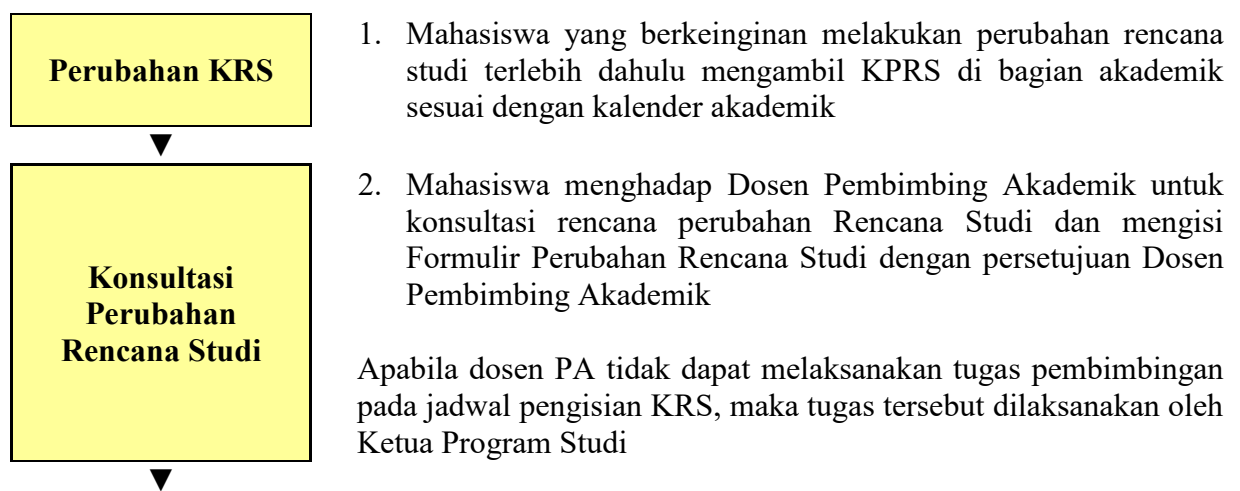 Perubahan KRS
1. Mahasiswa yang berkeinginan melakukan perubahan rencana
studi terlebih dahulu mengambil KPRS di bagian akademik
sesuai dengan kalender akademik
Konsultasi
Perubahan
Rencana Studi
2. Mahasiswa menghadap Dosen Pembimbing Akademik untuk
konsultasi rencana perubahan Rencana Studi dan mengisi
Formulir Perubahan Rencana Studi dengan persetujuan Dosen
Pembimbing Akademik
Apabila dosen PA tidak dapat melaksanakan tugas pembimbingan
pada jadwal pengisian KRS, maka tugas tersebut dilaksanakan oleh
Ketua Program Studi